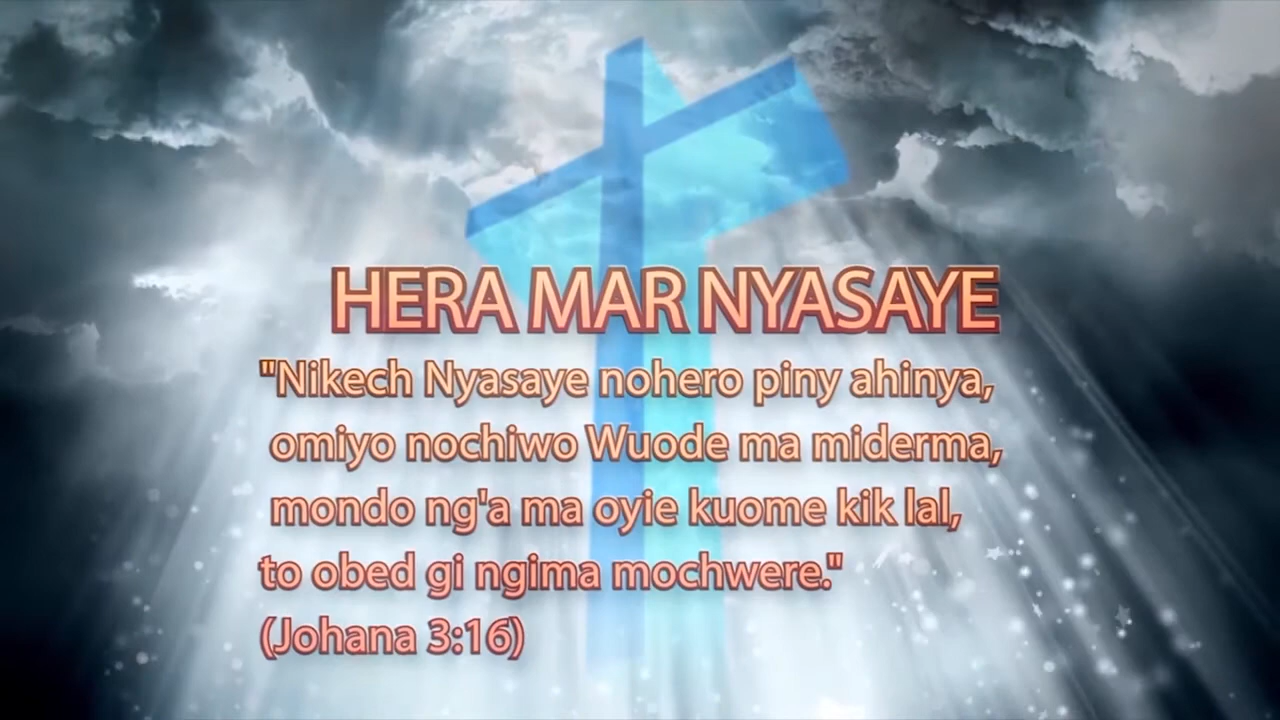 HERA MAR NYASAYE
"Nikech Nyasaye nohero piny ahinya,
omiyo nochiwo Wuode ma miderma,
mondo ng'a ma oyie kuome kik lal,
to obed gi ngima mochwere."
(Johana 3:16)